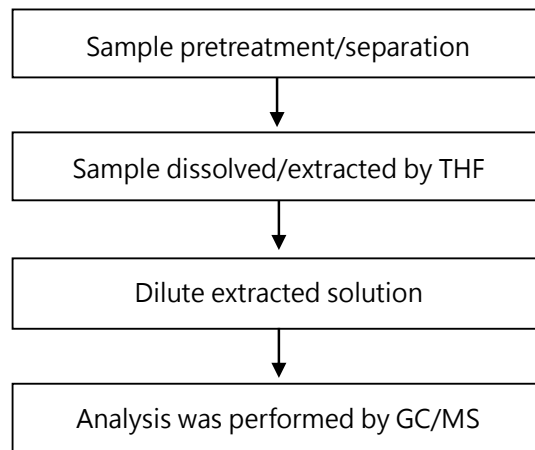 Sample pretreatment/separation
Sample dissolved/extracted by THF
Dilute extracted solution
Analysis was performed by GC/MS